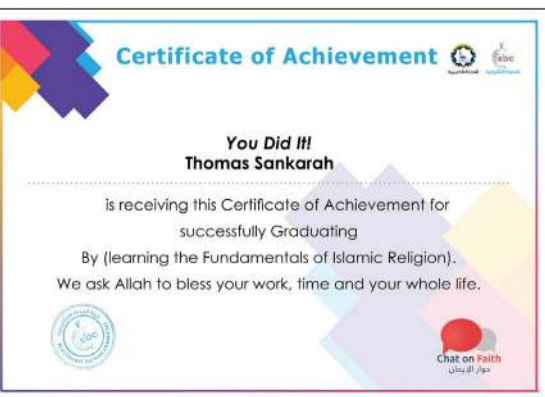 Certificate of Achievement
edc
You Did It!
Thomas Sankarah
is receiving this Certificate of Achievement for
successfully Graduating
By (learning the Fundamentals of Islamic Religion).
We ask Allah to bless your work, time and your whole life.
edc
Chat on Faith
حوار الإيمان